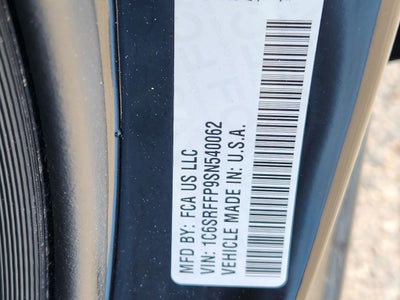 MFD BY: FCA US LLC
VIN: 1C6SRFFP9SN540062
VEHICLE MADE IN: U.S.A.